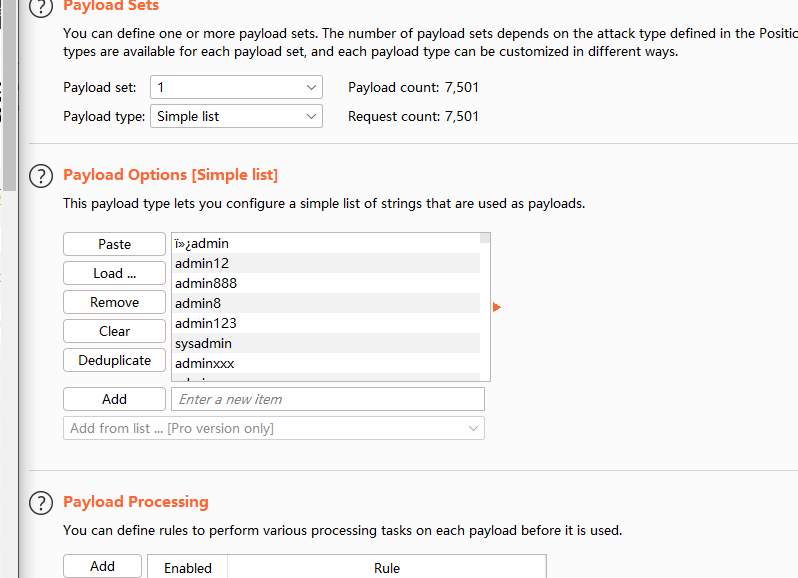 Payload Sets
You can define one or more payload sets. The number of payload sets depends on the attack type defined in the Positic
types are available for each payload set, and each payload type can be customized in different ways.
Payload set: 1 Payload count: 7,501
Payload type: Simple list Request count: 7,501
Payload Options [Simple list]
This payload type lets you configure a simple list of strings that are used as payloads.
Paste
Load ...
Remove
Clear
Deduplicate
ï»¿admin
admin12
admin888
admin8
admin123
sysadmin
adminxxx
Add Enter a new item
Add from list ... [Pro version only]
Payload Processing
You can define rules to perform various processing tasks on each payload before it is used.
Add Enabled Rule